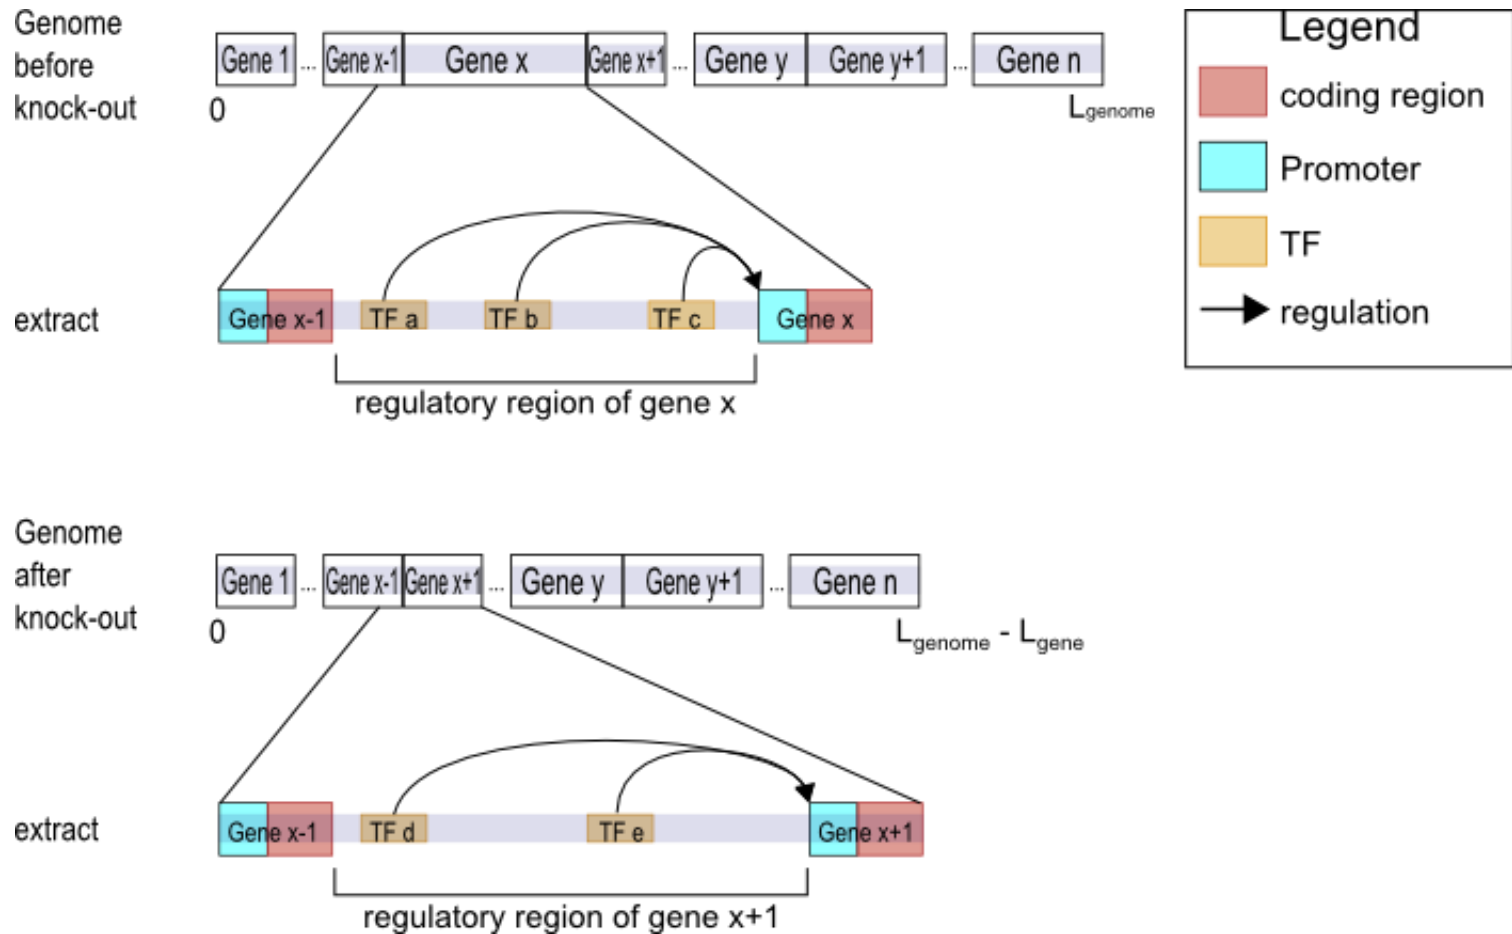 Genome
before
knock-out
Gene 1 ... Gene x-1 Gene x Gene x+1 ... Gene y Gene y+1 ... Gene n
0 Lgenome
Legend
coding region
Promoter
TF
regulation
extract
Gene x-1 TF a TF b TF c Gene x
regulatory region of gene x
Genome
after
knock-out
Gene 1 ... Gene x-1 Gene x+1 ... Gene y Gene y+1 ... Gene n
0 Lgenome - Lgene
extract
Gene x-1 TF d TF e Gene x+1
regulatory region of gene x+1